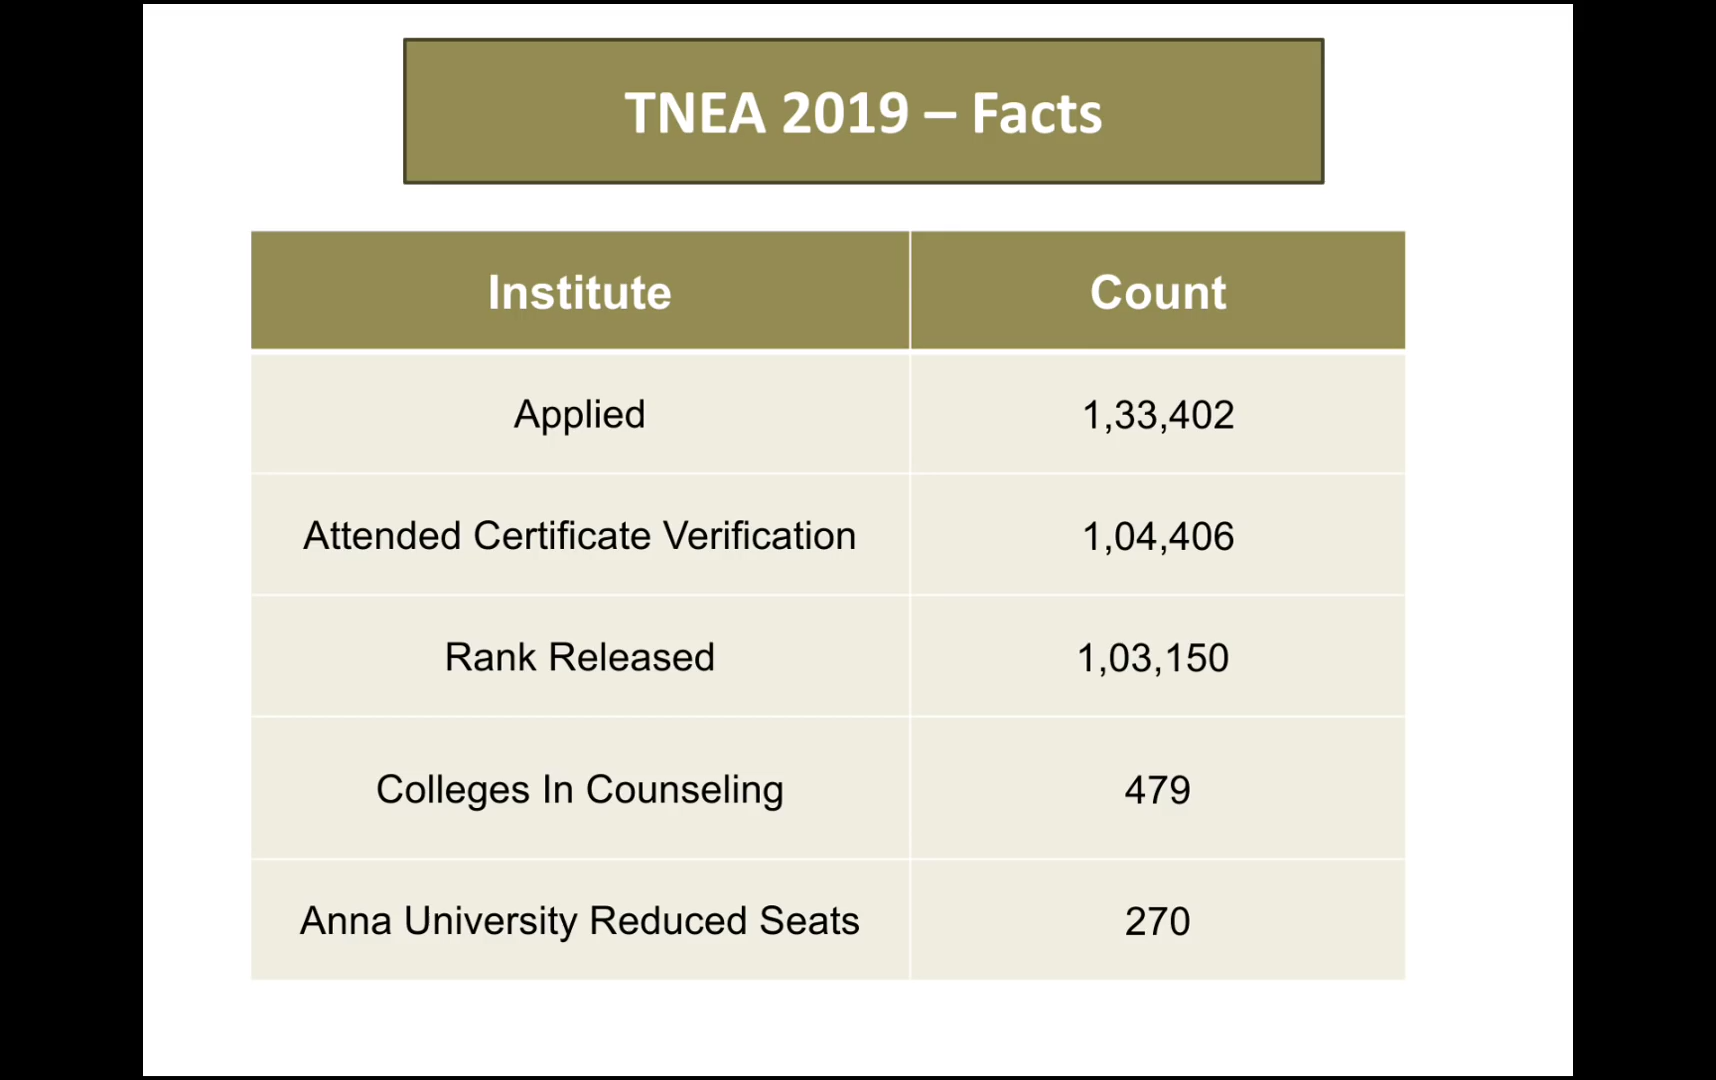 TNEA 2019 – Facts
Institute Count
Applied 1,33,402
Attended Certificate Verification 1,04,406
Rank Released 1,03,150
Colleges In Counseling 479
Anna University Reduced Seats 270